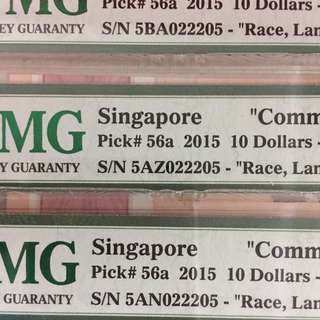 MG
EY GUARANTY
Pick# 56a 2015 10 Dollars -
S/N 5BA022205 - "Race, Lan
MG
Y GUARANTY
Singapore "Comm
Pick# 56a 2015 10 Dollars -
S/N 5AZ022205 - "Race, Lan
MG
GUARANTY
Singapore "Comm
Pick# 56a 2015 10 Dollars -
S/N 5AN022205 - "Race, Lan